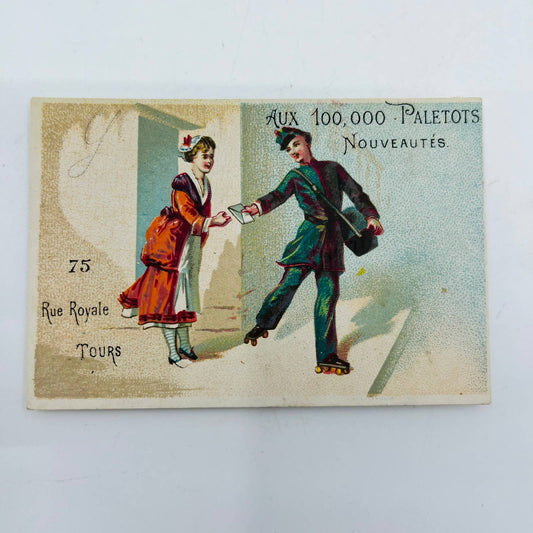 Aux 100,000 Paletots
Nouveautés.
75
Rue Royale
Tours